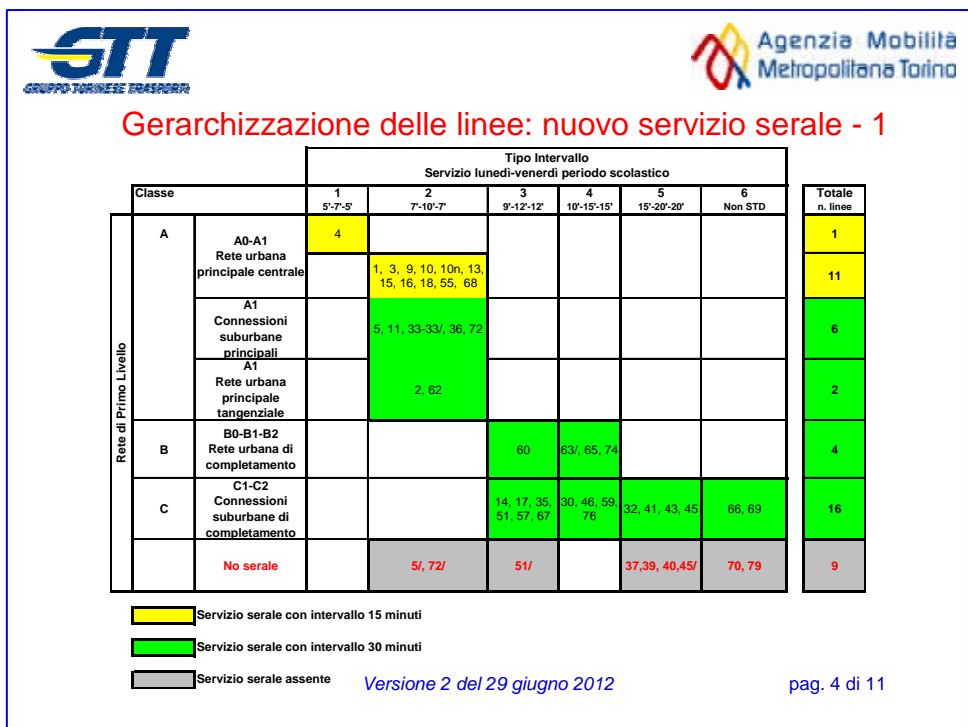 GTT
GRUPPO TORINESE TRASPORTI
Agenzia Mobilità
Metropolitana Torino
Gerarchizzazione delle linee: nuovo servizio serale - 1
Tipo Intervallo
Servizio lunedì-venerdì periodo scolastico
Classe
1
5'-7'-5'
2
7'-10'-7'
3
9'-12'-12'
4
10'-15'-15'
5
15'-20'-20'
6
Non STD
Totale
n. linee
Rete di Primo Livello
A
A0-A1
Rete urbana
principale centrale
4
1
1, 3, 9, 10, 10n, 13,
15, 16, 18, 55, 68
11
A1
Connessioni
suburbane
principali
5, 11, 33-33/, 36, 72
6
A1
Rete urbana
principale
tangenziale
2, 62
2
B
B0-B1-B2
Rete urbana di
completamento
60
63/, 65, 74
4
C
C1-C2
Connessioni
suburbane di
completamento
14, 17, 35,
51, 57, 67
30, 46, 59,
76
32, 41, 43, 45
66, 69
16
No serale
5/, 72/
51/
37,39, 40,45/
70, 79
9
Servizio serale con intervallo 15 minuti
Servizio serale con intervallo 30 minuti
Servizio serale assente
Versione 2 del 29 giugno 2012
pag. 4 di 11